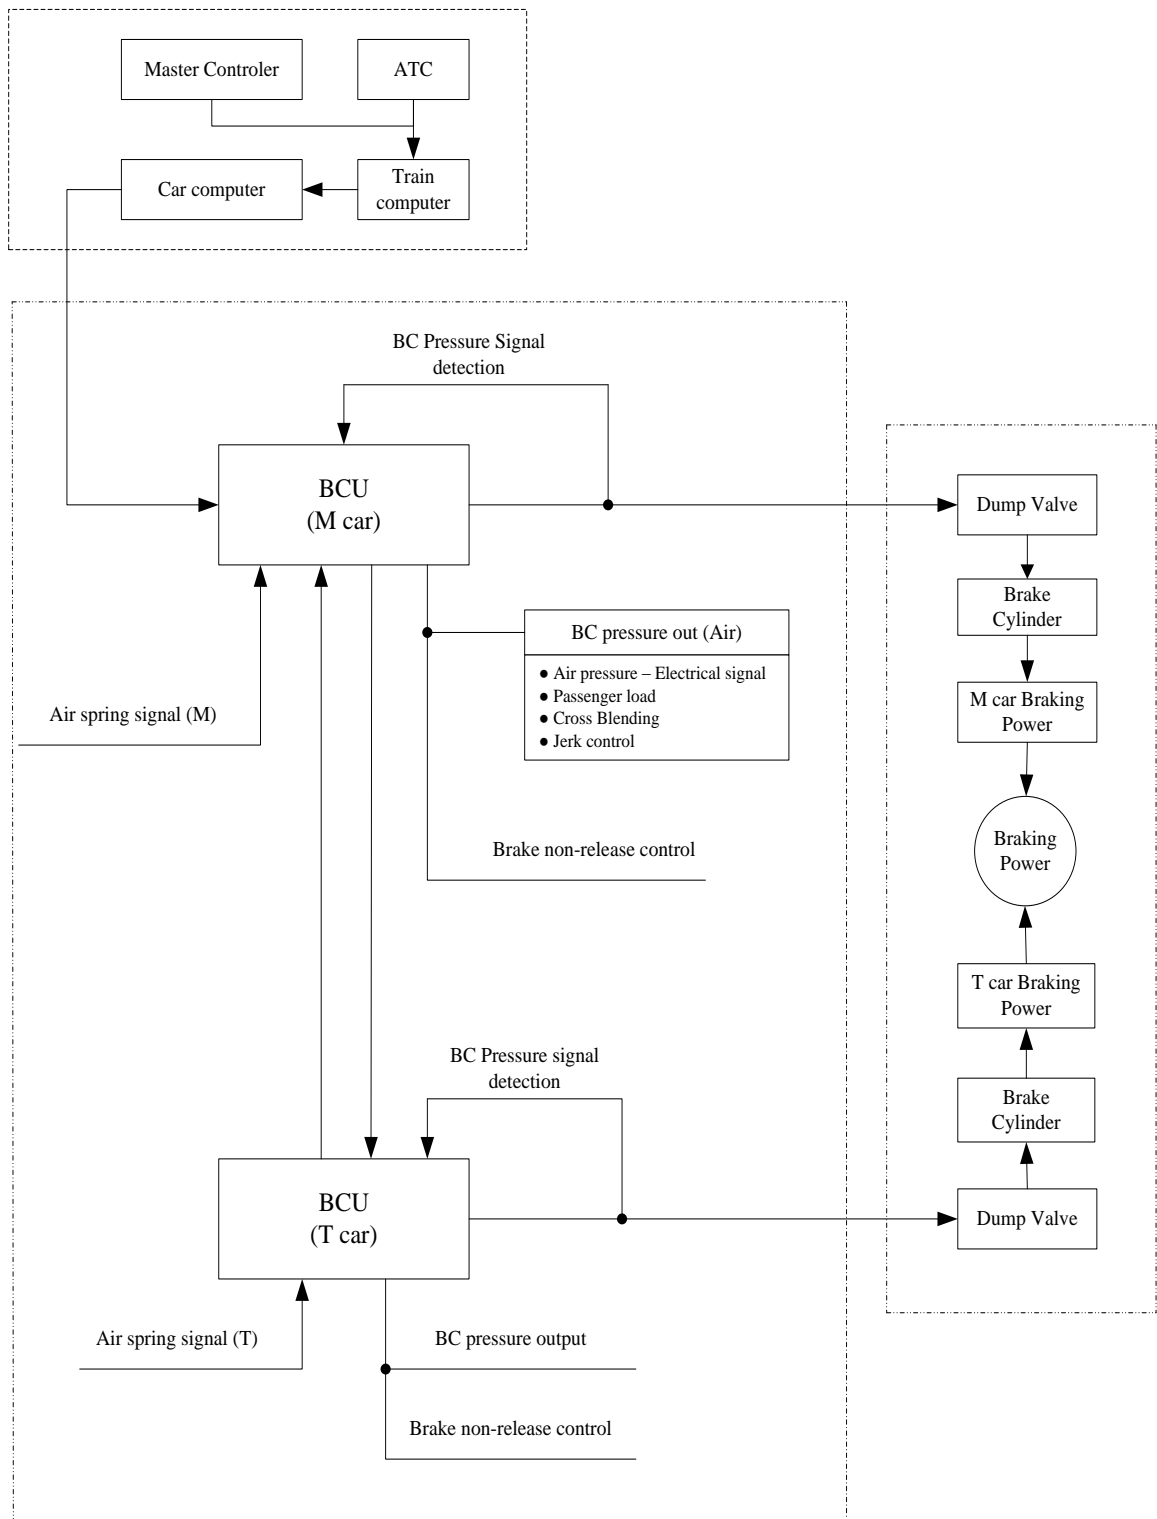 Master Controler
ATC
Car computer
Train
computer
BC Pressure Signal
detection
BCU
(M car)
Dump Valve
Brake
Cylinder
BC pressure out (Air)
● Air pressure – Electrical signal
● Passenger load
● Cross Blending
● Jerk control
M car Braking
Power
Air spring signal (M)
Brake non-release control
Braking
Power
T car Braking
Power
BC Pressure signal
detection
Brake
Cylinder
BCU
(T car)
Dump Valve
Air spring signal (T)
BC pressure output
Brake non-release control